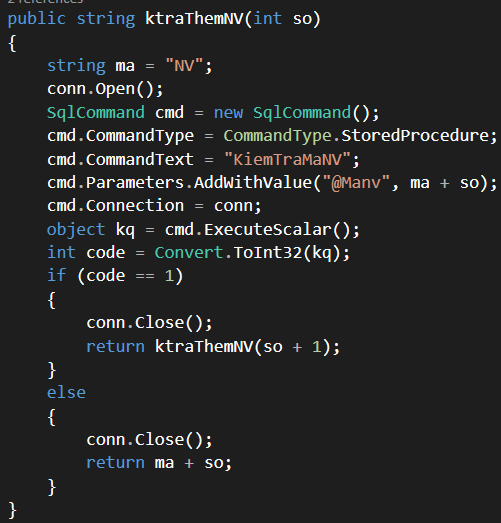 2 references
public string ktraThemNV(int so)
{
    string ma = "NV";
    conn.Open();
    SqlCommand cmd = new SqlCommand();
    cmd.CommandType = CommandType.StoredProcedure;
    cmd.CommandText = "KiemTraMaNV";
    cmd.Parameters.AddWithValue("@Manv", ma + so);
    cmd.Connection = conn;
    object kq = cmd.ExecuteScalar();
    int code = Convert.ToInt32(kq);
    if (code == 1)
    {
        conn.Close();
        return ktraThemNV(so + 1);
    }
    else
    {
        conn.Close();
        return ma + so;
    }
}